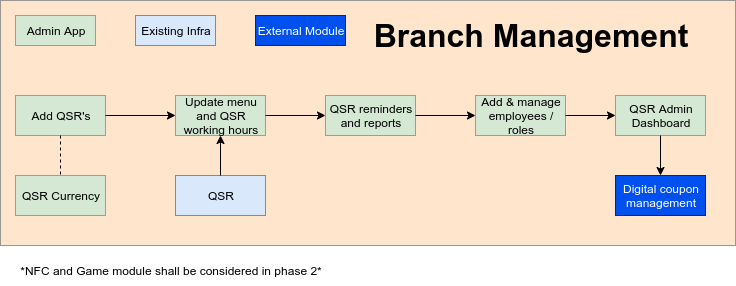 Admin App
Existing Infra
External Module
Branch Management
Add QSR's
Update menu
and QSR
working hours
QSR reminders
and reports
Add & manage
employees /
roles
QSR Admin
Dashboard
QSR Currency
QSR
Digital coupon
management
*NFC and Game module shall be considered in phase 2*